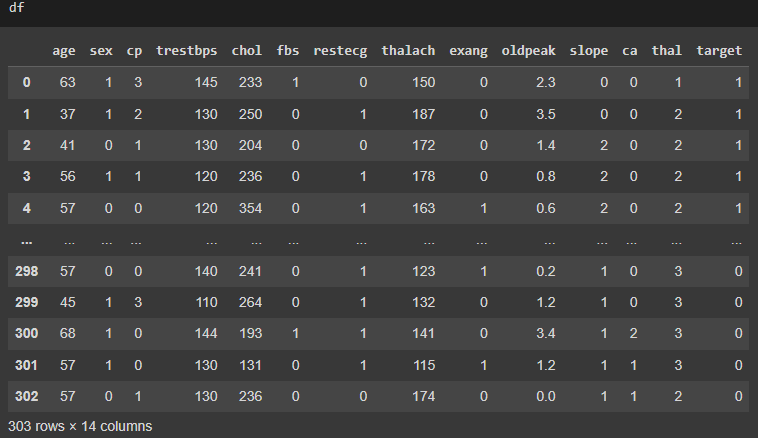 df
age sex cp trestbps chol fbs restecg thalach exang oldpeak slope ca thal target
0 63 1 3 145 233 1 0 150 0 2.3 0 0 1 1
1 37 1 2 130 250 0 1 187 0 3.5 0 0 2 1
2 41 0 1 130 204 0 0 172 0 1.4 2 0 2 1
3 56 1 1 120 236 0 1 178 0 0.8 2 0 2 1
4 57 0 0 120 354 0 1 163 1 0.6 2 0 2 1
... ... ... ... ... ... ... ... ... ... ... ... ... ... ...
298 57 0 0 140 241 0 1 123 1 0.2 1 0 3 0
299 45 1 3 110 264 0 1 132 0 1.2 1 0 3 0
300 68 1 0 144 193 1 1 141 0 3.4 1 2 3 0
301 57 1 0 130 131 0 1 115 1 1.2 1 1 3 0
302 57 0 1 130 236 0 0 174 0 0.0 1 1 2 0
303 rows × 14 columns